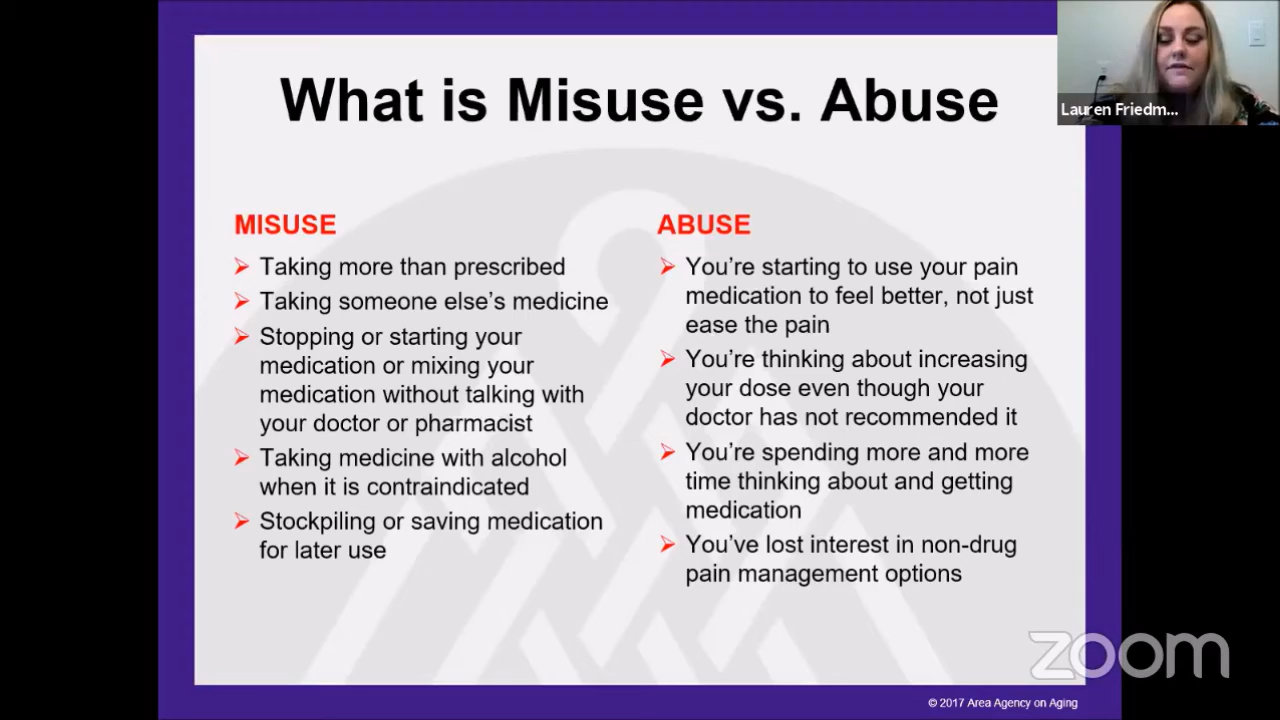 What is Misuse vs. Abuse
Lauren Friedm...
MISUSE
Taking more than prescribed
Taking someone else's medicine
Stopping or starting your
medication or mixing your
medication without talking with
your doctor or pharmacist
Taking medicine with alcohol
when it is contraindicated
Stockpiling or saving medication
for later use
ABUSE
You're starting to use your pain
medication to feel better, not just
ease the pain
You're thinking about increasing
your dose even though your
doctor has not recommended it
You're spending more and more
time thinking about and getting
medication
You've lost interest in non-drug
pain management options
zoom
© 2017 Area Agency on Aging